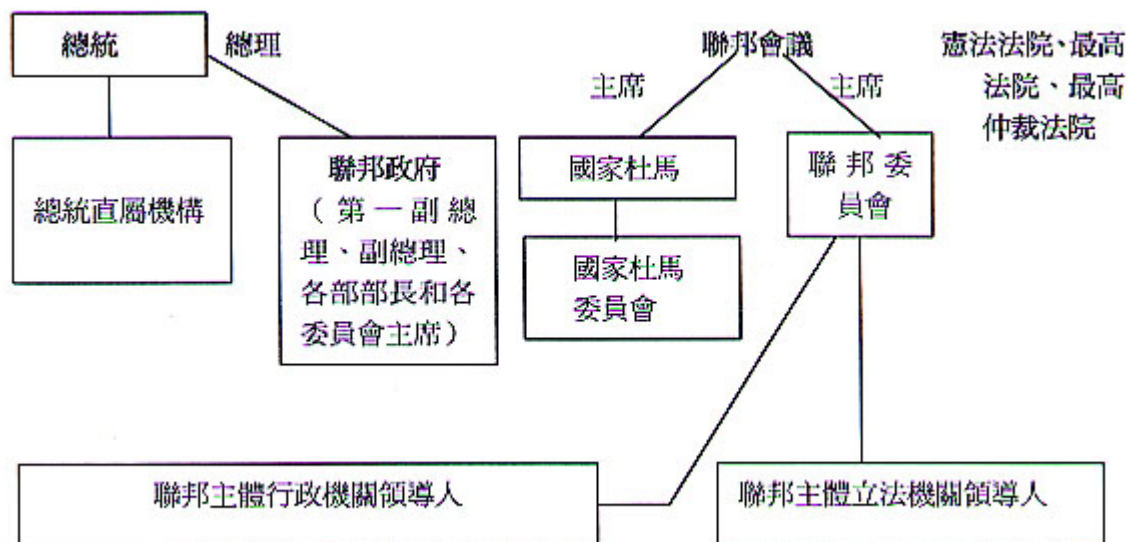 總統
總理
聯邦會議
憲法法院、最高
法院、最高
仲裁法院
主席
主席
總統直屬機構
聯邦政府
（第一副總
理、副總理、
各部部長和各
委員會主席）
國家杜馬
聯邦委
員會
國家杜馬
委員會
聯邦主體行政機關領導人
聯邦主體立法機關領導人